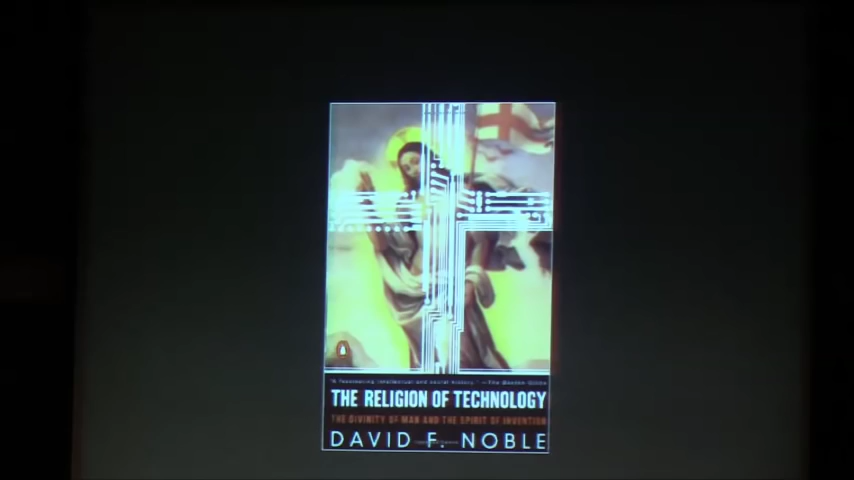 "A fascinating intellectual and social history." —The Boston Globe
THE RELIGION OF TECHNOLOGY
THE DIVINITY OF MAN AND THE SPIRIT OF INVENTION
DAVID F. NOBLE